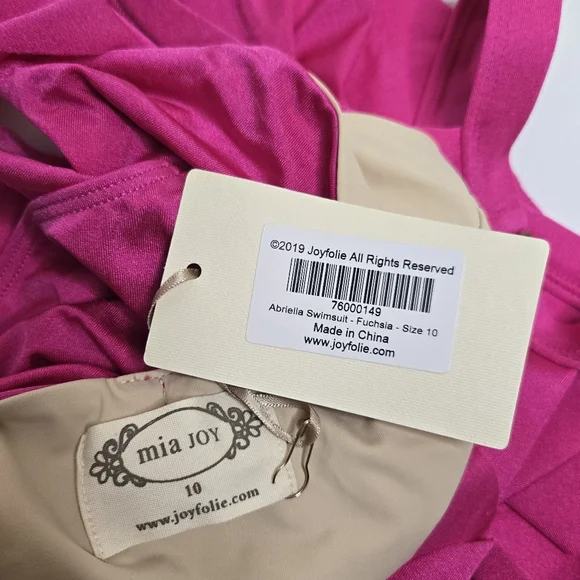 ©2019 Joyfolie All Rights Reserved
76000149
Abriella Swimsuit - Fuchsia - Size 10
Made in China
www.joyfolie.com
mia JOY
10
www.joyfolie.com